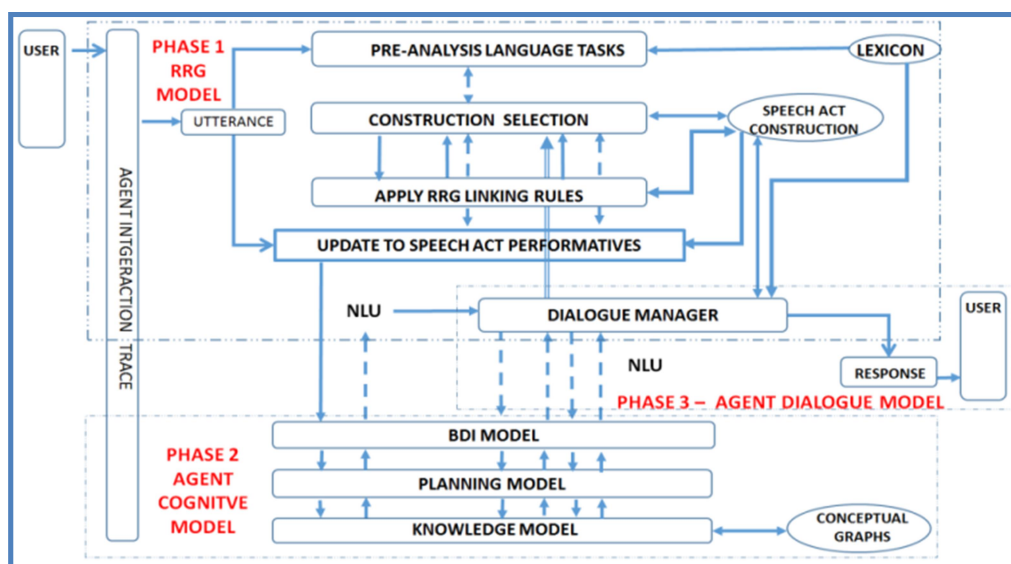 USER
PHASE 1
RRG
MODEL
PRE-ANALYSIS LANGUAGE TASKS
LEXICON
UTTERANCE
CONSTRUCTION SELECTION
SPEECH ACT
CONSTRUCTION
AGENT INTGERACTION TRACE
APPLY RRG LINKING RULES
UPDATE TO SPEECH ACT PERFORMATIVES
NLU
DIALOGUE MANAGER
USER
NLU
RESPONSE
PHASE 3 – AGENT DIALOGUE MODEL
BDI MODEL
PHASE 2
AGENT
COGNITVE
MODEL
PLANNING MODEL
KNOWLEDGE MODEL
CONCEPTUAL
GRAPHS